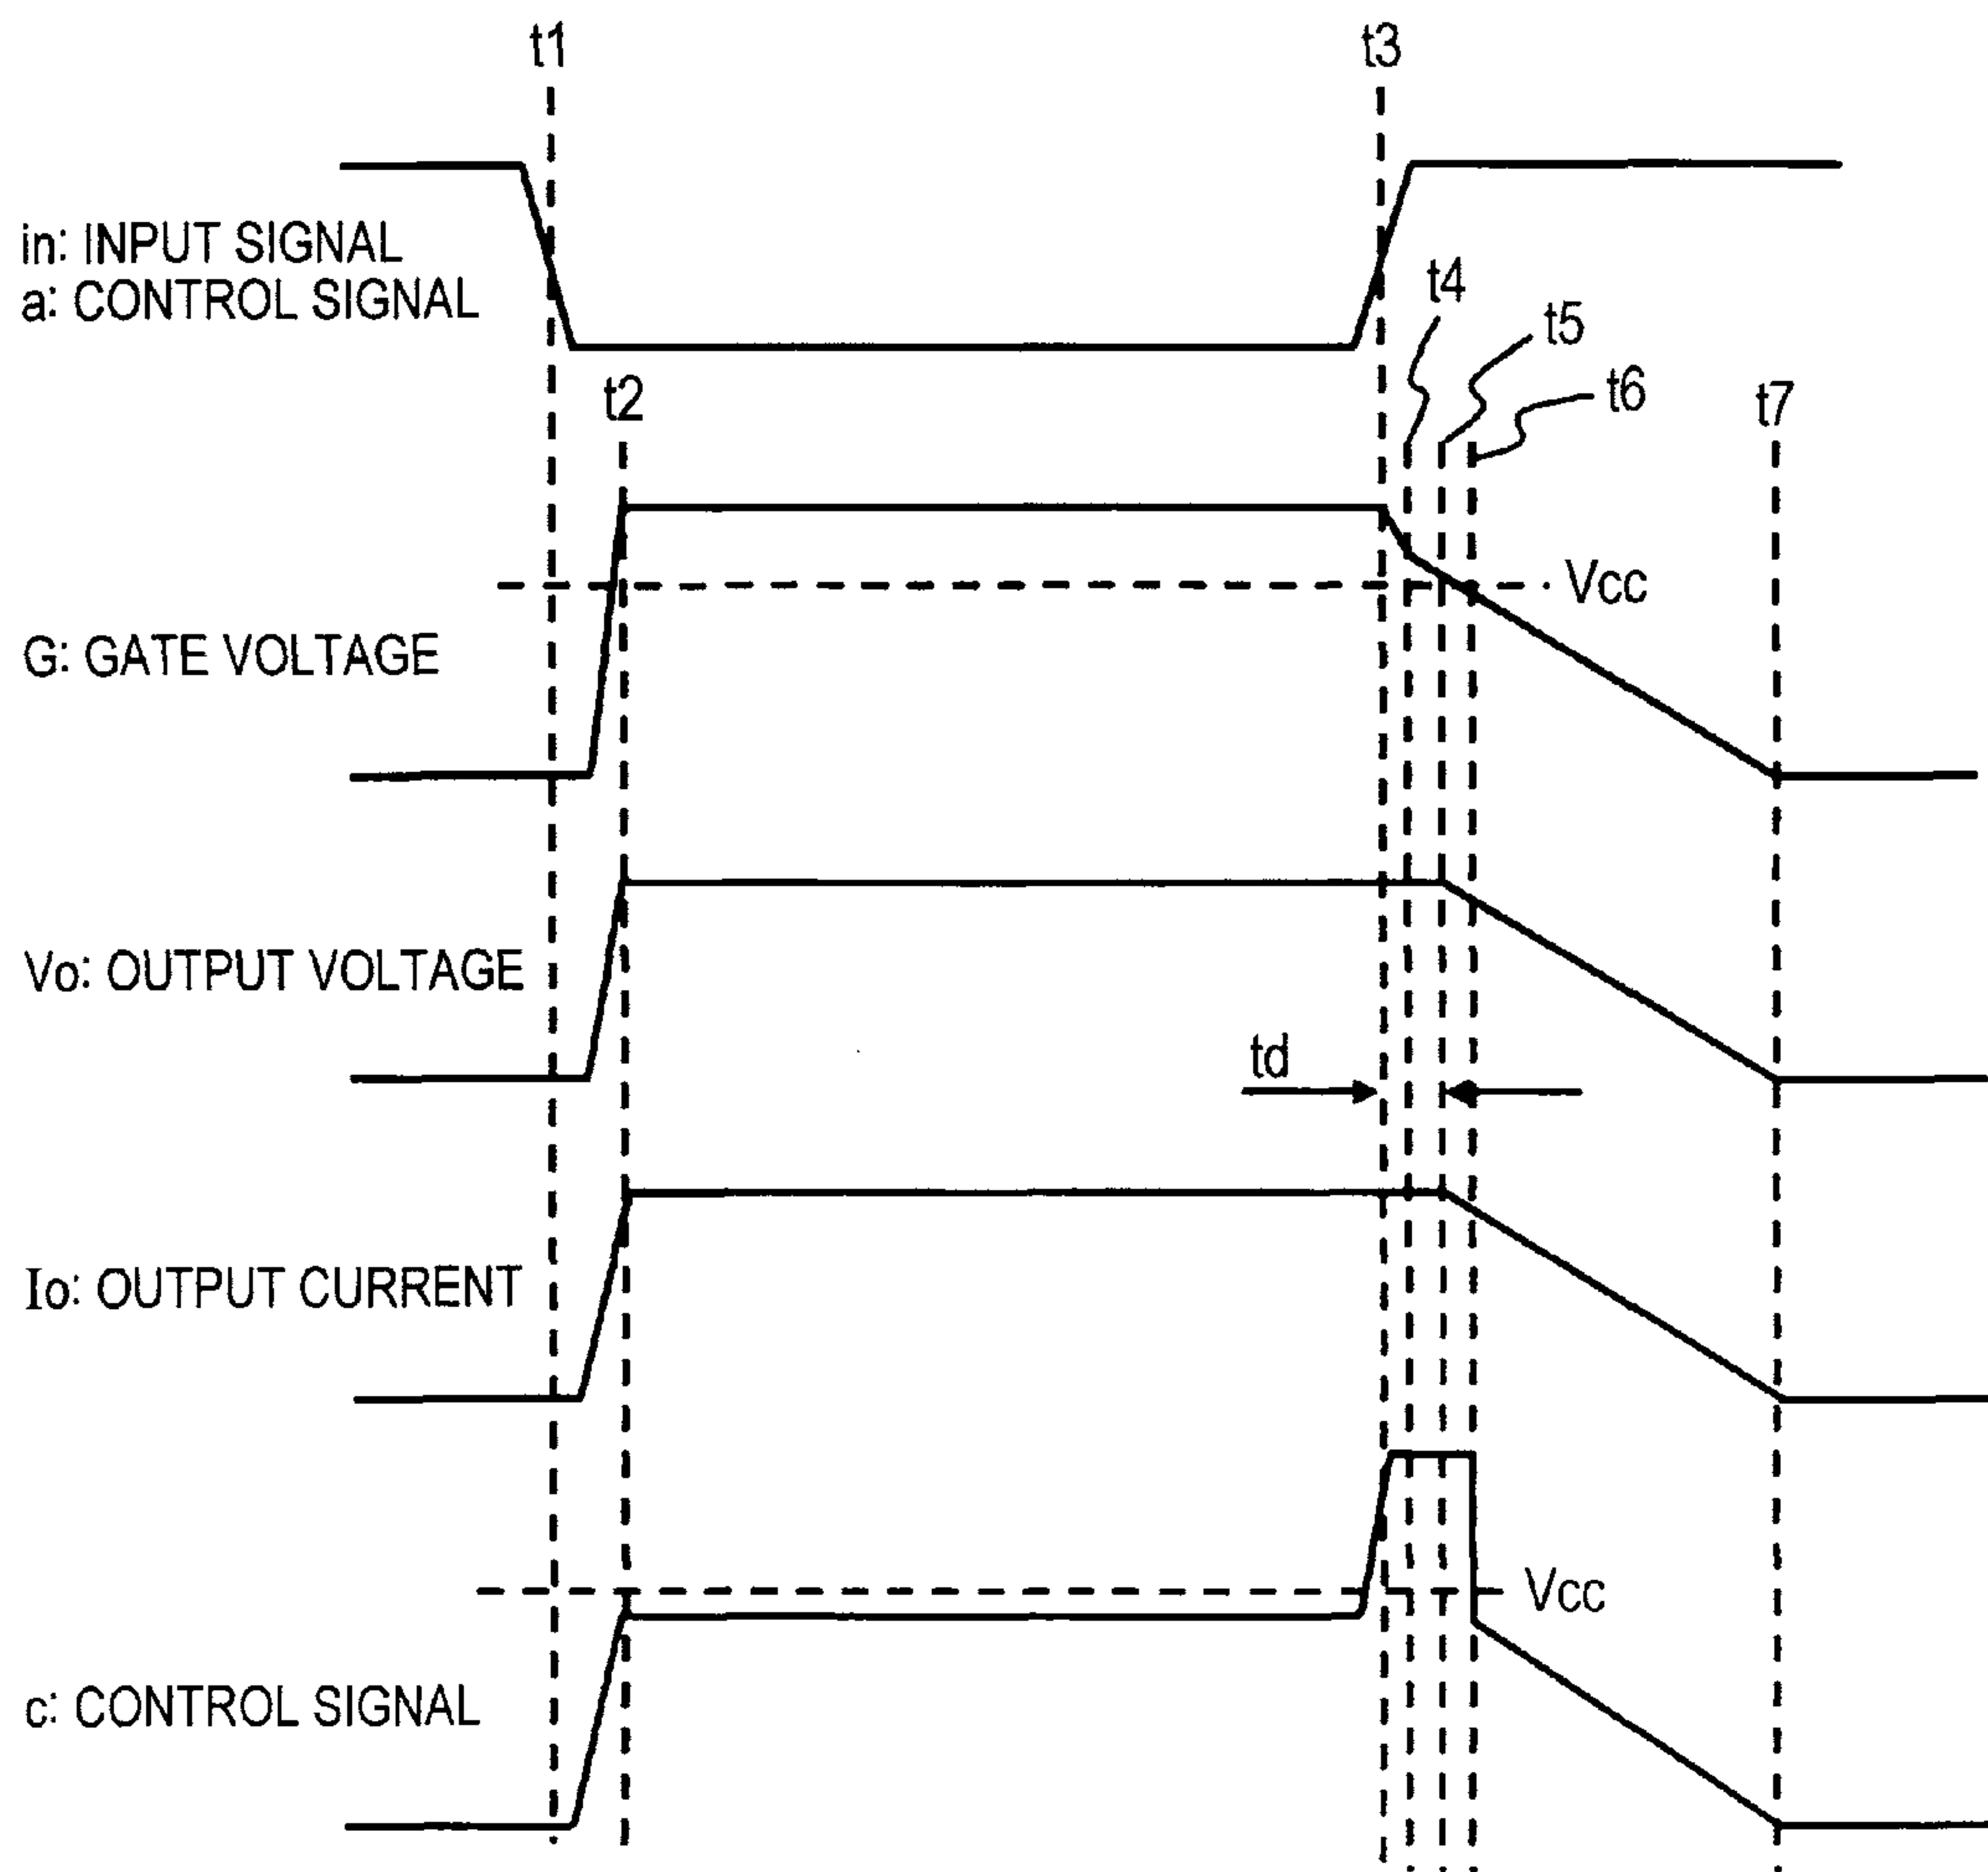 t1
t3
in: INPUT SIGNAL
a: CONTROL SIGNAL
t4
t5
t2
t6
t7
Vcc
G: GATE VOLTAGE
Vo: OUTPUT VOLTAGE
td
Io: OUTPUT CURRENT
Vcc
c: CONTROL SIGNAL